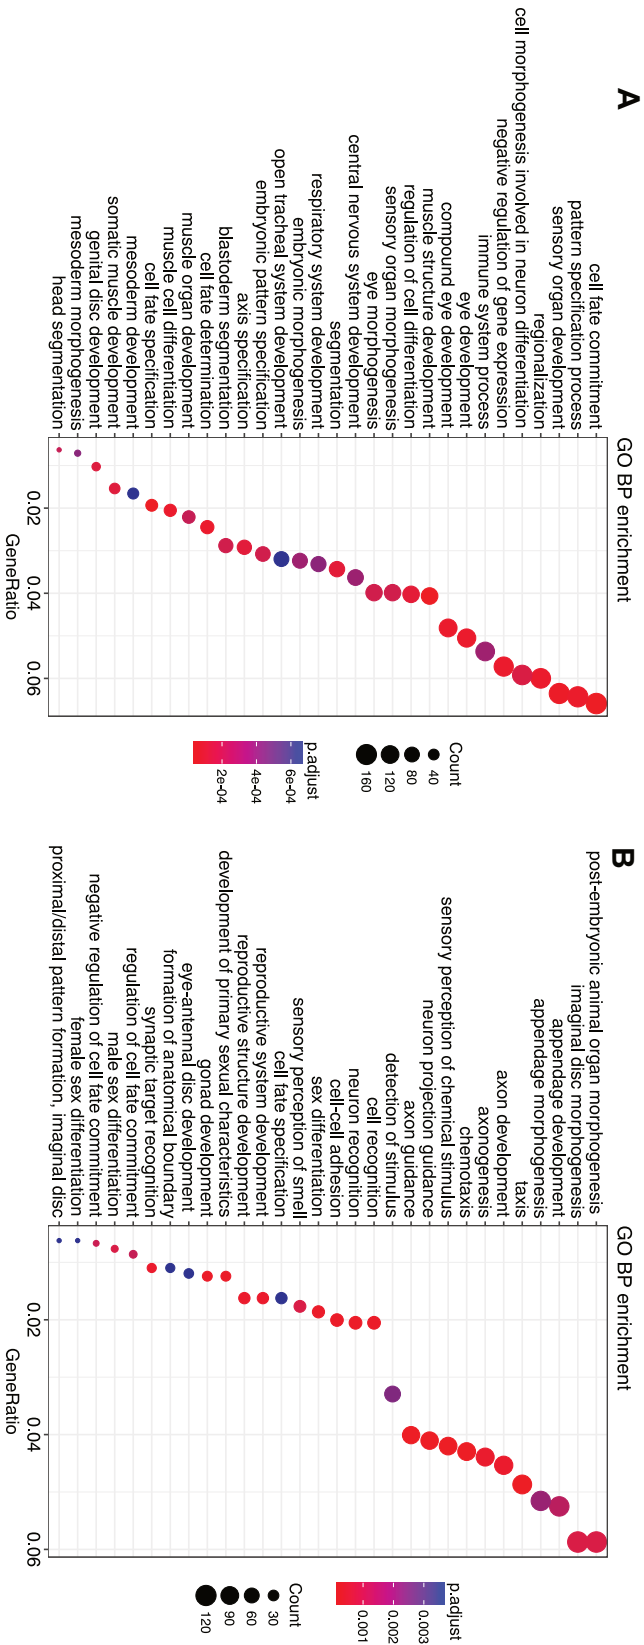 A
GO BP enrichment
cell fate commitment
pattern specification process
sensory organ development
regionalization
cell morphogenesis involved in neuron differentiation
negative regulation of gene expression
immune system process
eye development
compound eye development
muscle structure development
regulation of cell differentiation
sensory organ morphogenesis
eye morphogenesis
central nervous system development
segmentation
respiratory system development
embryonic morphogenesis
open tracheal system development
embryonic pattern specification
axis specification
blastoderm segmentation
cell fate determination
muscle organ development
muscle cell differentiation
cell fate specification
mesoderm development
somatic muscle development
genital disc development
mesoderm morphogenesis
head segmentation
0.02
0.04
0.06
GeneRatio
Count
40
80
120
160
p.adjust
6e-04
4e-04
2e-04
B
GO BP enrichment
post-embryonic animal organ morphogenesis
imaginal disc morphogenesis
appendage development
appendage morphogenesis
taxis
axon development
axonogenesis
chemotaxis
sensory perception of chemical stimulus
neuron projection guidance
axon guidance
detection of stimulus
cell recognition
neuron recognition
cell-cell adhesion
sex differentiation
sensory perception of smell
cell fate specification
reproductive system development
reproductive structure development
development of primary sexual characteristics
gonad development
eye-antennal disc development
formation of anatomical boundary
synaptic target recognition
regulation of cell fate commitment
male sex differentiation
negative regulation of cell fate commitment
female sex differentiation
proximal/distal pattern formation, imaginal disc
0.02
0.04
0.06
GeneRatio
p.adjust
0.003
0.002
0.001
Count
30
60
90
120